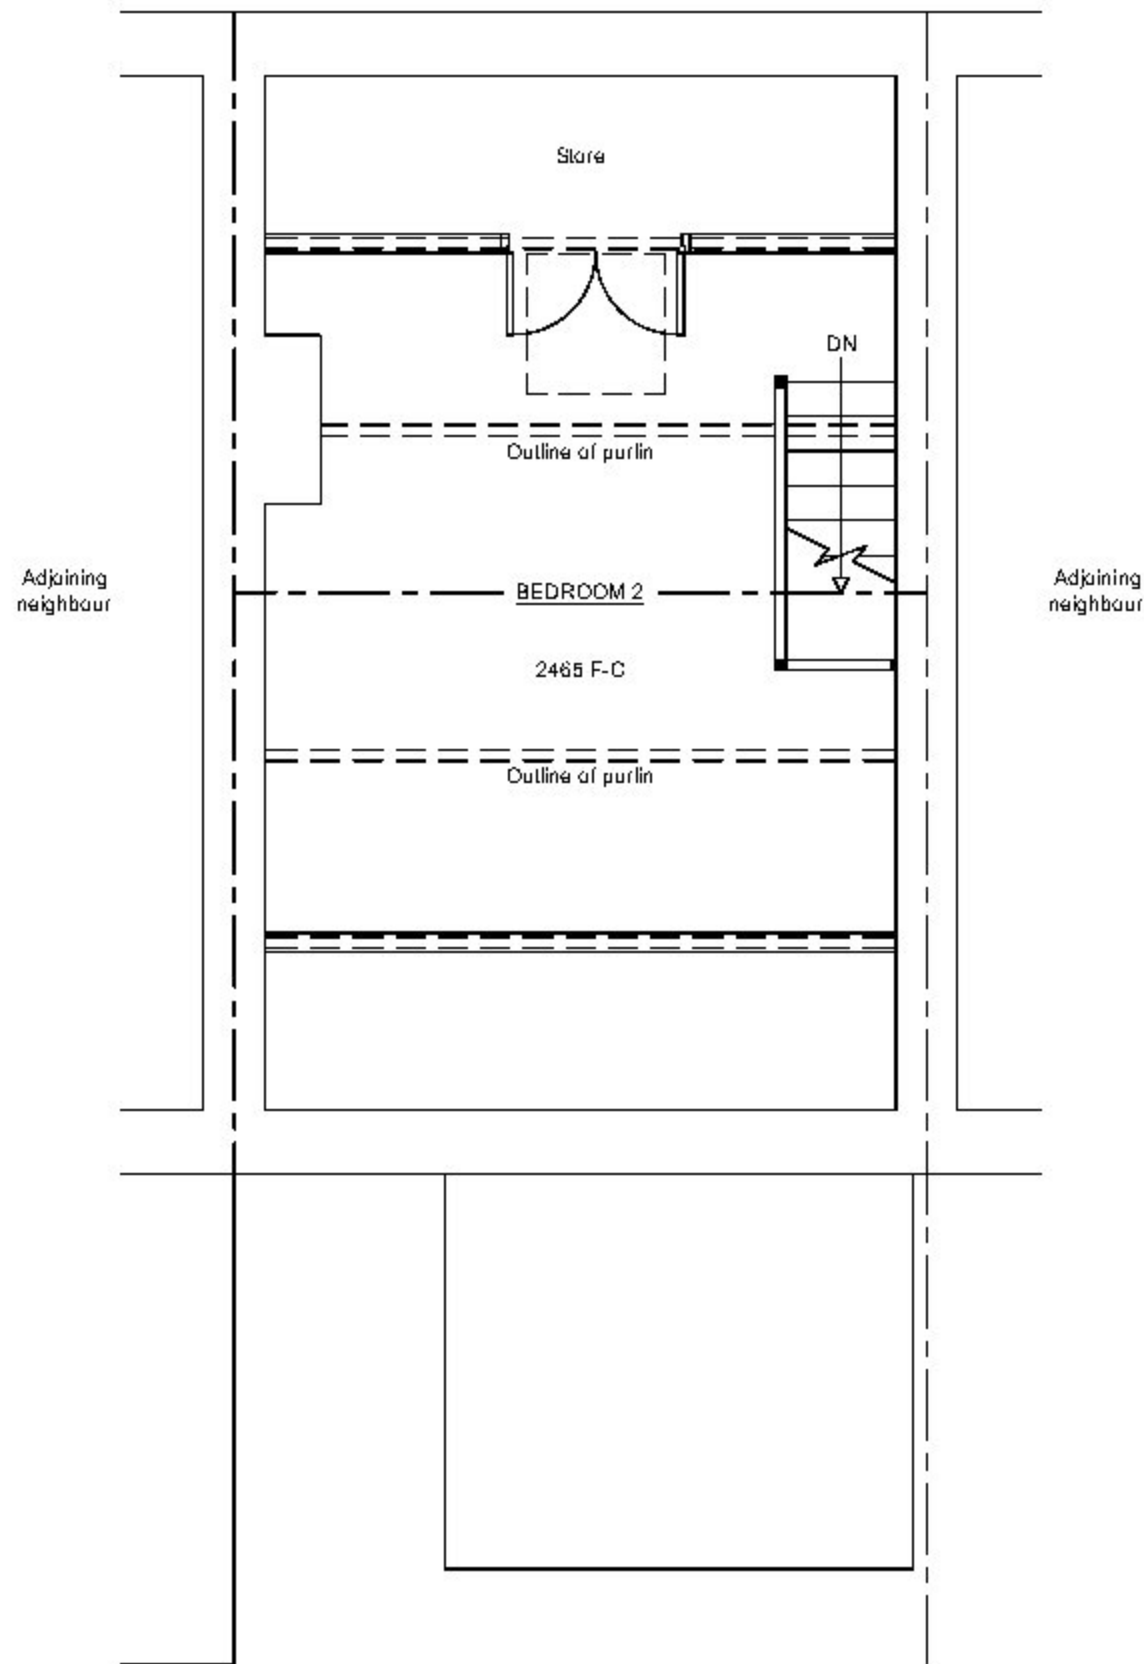 Store
DN
Outline of purlin
Adjoining
neighbour
BEDROOM 2
Adjoining
neighbour
2465 F-C
Outline of purlin